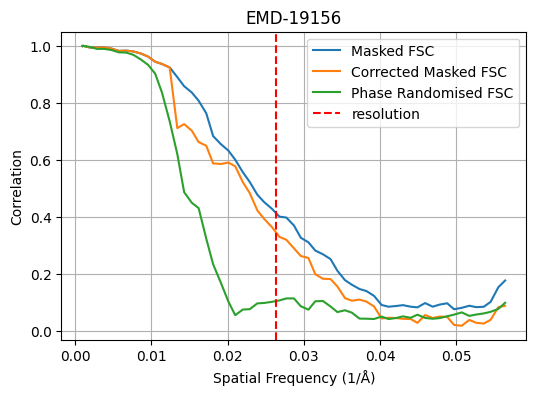 EMD-19156
Masked FSC
Corrected Masked FSC
Phase Randomised FSC
resolution
Correlation
1.0
0.8
0.6
0.4
0.2
0.0
0.00 0.01 0.02 0.03 0.04 0.05
Spatial Frequency (1/Å)